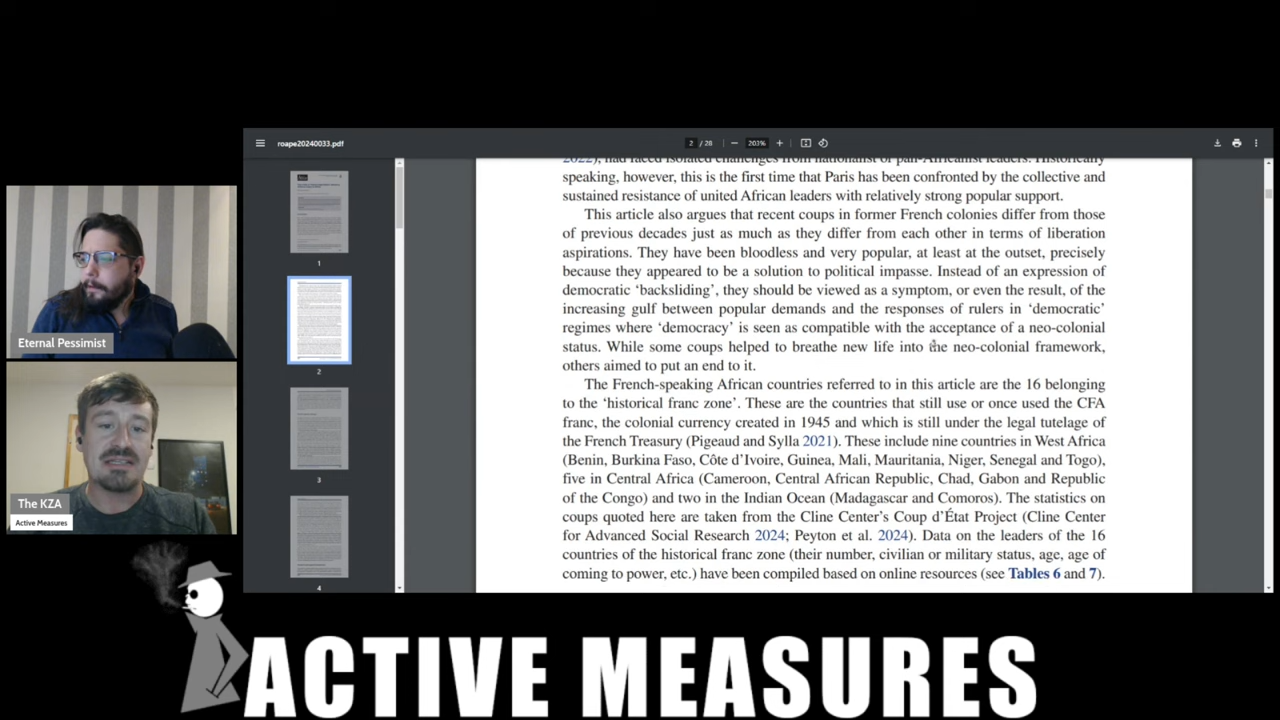 roape20240033.pdf
2 / 28
203%
2022), had faced isolated challenges from nationalist or pan-Africanist leaders. Historically
speaking, however, this is the first time that Paris has been confronted by the collective and
sustained resistance of united African leaders with relatively strong popular support.
This article also argues that recent coups in former French colonies differ from those
of previous decades just as much as they differ from each other in terms of liberation
aspirations. They have been bloodless and very popular, at least at the outset, precisely
because they appeared to be a solution to political impasse. Instead of an expression of
democratic ‘backsliding’, they should be viewed as a symptom, or even the result, of the
increasing gulf between popular demands and the responses of rulers in ‘democratic’
regimes where ‘democracy’ is seen as compatible with the acceptance of a neo-colonial
status. While some coups helped to breathe new life into the neo-colonial framework,
others aimed to put an end to it.
The French-speaking African countries referred to in this article are the 16 belonging
to the ‘historical franc zone’. These are the countries that still use or once used the CFA
franc, the colonial currency created in 1945 and which is still under the legal tutelage of
the French Treasury (Pigeaud and Sylla 2021). These include nine countries in West Africa
(Benin, Burkina Faso, Côte d’Ivoire, Guinea, Mali, Mauritania, Niger, Senegal and Togo),
five in Central Africa (Cameroon, Central African Republic, Chad, Gabon and Republic
of the Congo) and two in the Indian Ocean (Madagascar and Comoros). The statistics on
coups quoted here are taken from the Cline Center’s Coup d’État Project (Cline Center
for Advanced Social Research 2024; Peyton et al. 2024). Data on the leaders of the 16
countries of the historical franc zone (their number, civilian or military status, age, age of
coming to power, etc.) have been compiled based on online resources (see Tables 6 and 7).
1
2
3
4
Eternal Pessimist
The KZA
Active Measures
ACTIVE MEASURES